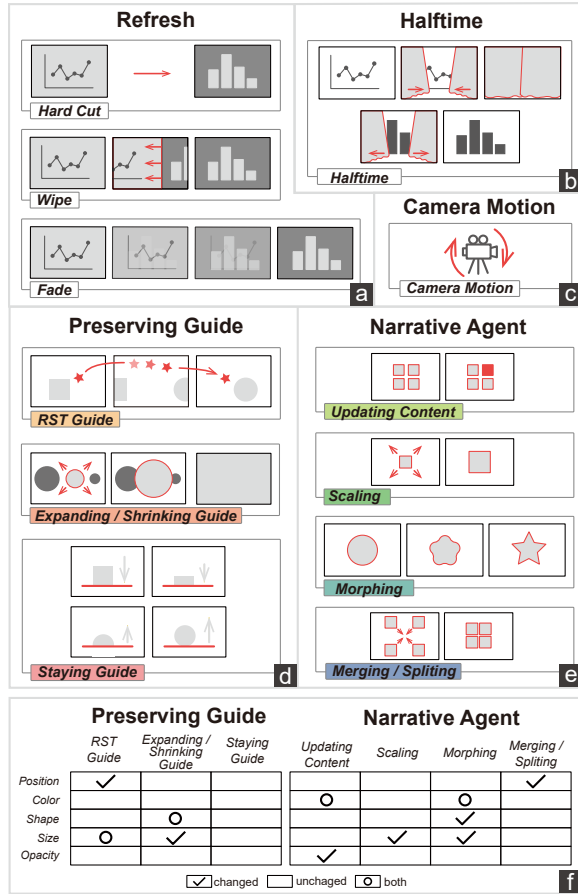 Refresh
Hard Cut
Wipe
Fade
a
Halftime
Halftime
b
Camera Motion
Camera Motion
c
Preserving Guide
RST Guide
Expanding / Shrinking Guide
Staying Guide
d
Narrative Agent
Updating Content
Scaling
Morphing
Merging / Spliting
e
Preserving Guide Narrative Agent
RST Guide
Expanding / Shrinking Guide
Staying Guide
Updating Content
Scaling
Morphing
Merging / Spliting
Position
Color
Shape
Size
Opacity
changed unchaged both
f